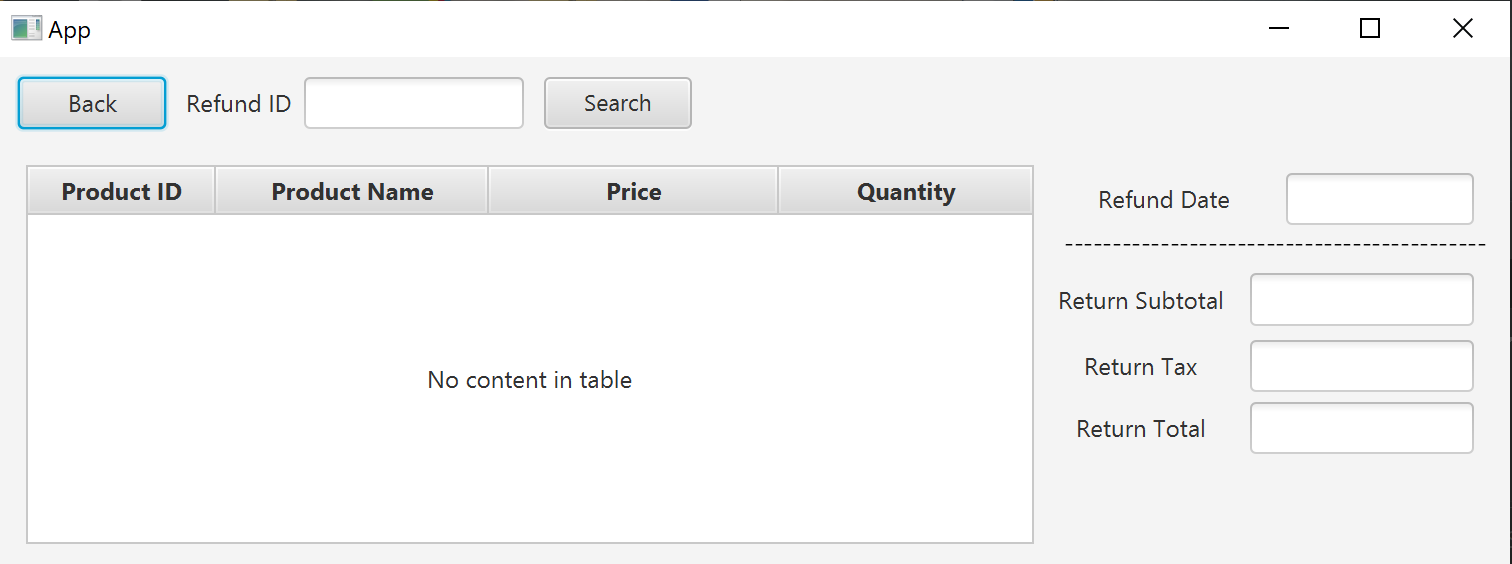 App
Back Refund ID Search
Product ID Product Name Price Quantity
No content in table
Refund Date
-------------------------------------------
Return Subtotal
Return Tax
Return Total